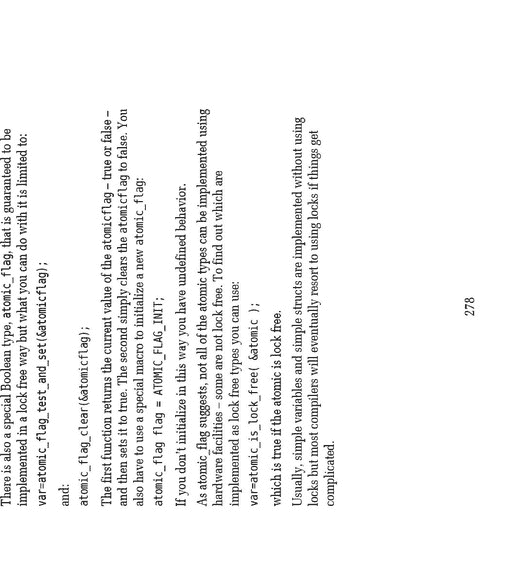 There is also a special Boolean type, atomic_flag, that is guaranteed to be
implemented in a lock free way but what you can do with it is limited to:
var=atomic_flag_test_and_set(&atomicflag);
and:
atomic_flag_clear(&atomicflag);
The first function returns the current value of the atomicflag – true or false –
and then sets it to true. The second simply clears the atomicflag to false. You
also have to use a special macro to initialize a new atomic_flag:
atomic_flag flag = ATOMIC_FLAG_INIT;
If you don't initialize in this way you have undefined behavior.
As atomic_flag suggests, not all of the atomic types can be implemented using
hardware facilities – some are not lock free. To find out which are
implemented as lock free types you can use:
var=atomic_is_lock_free( &atomic );
which is true if the atomic is lock free.
Usually, simple variables and simple structs are implemented without using
locks but most compilers will eventually resort to using locks if things get
complicated.
278